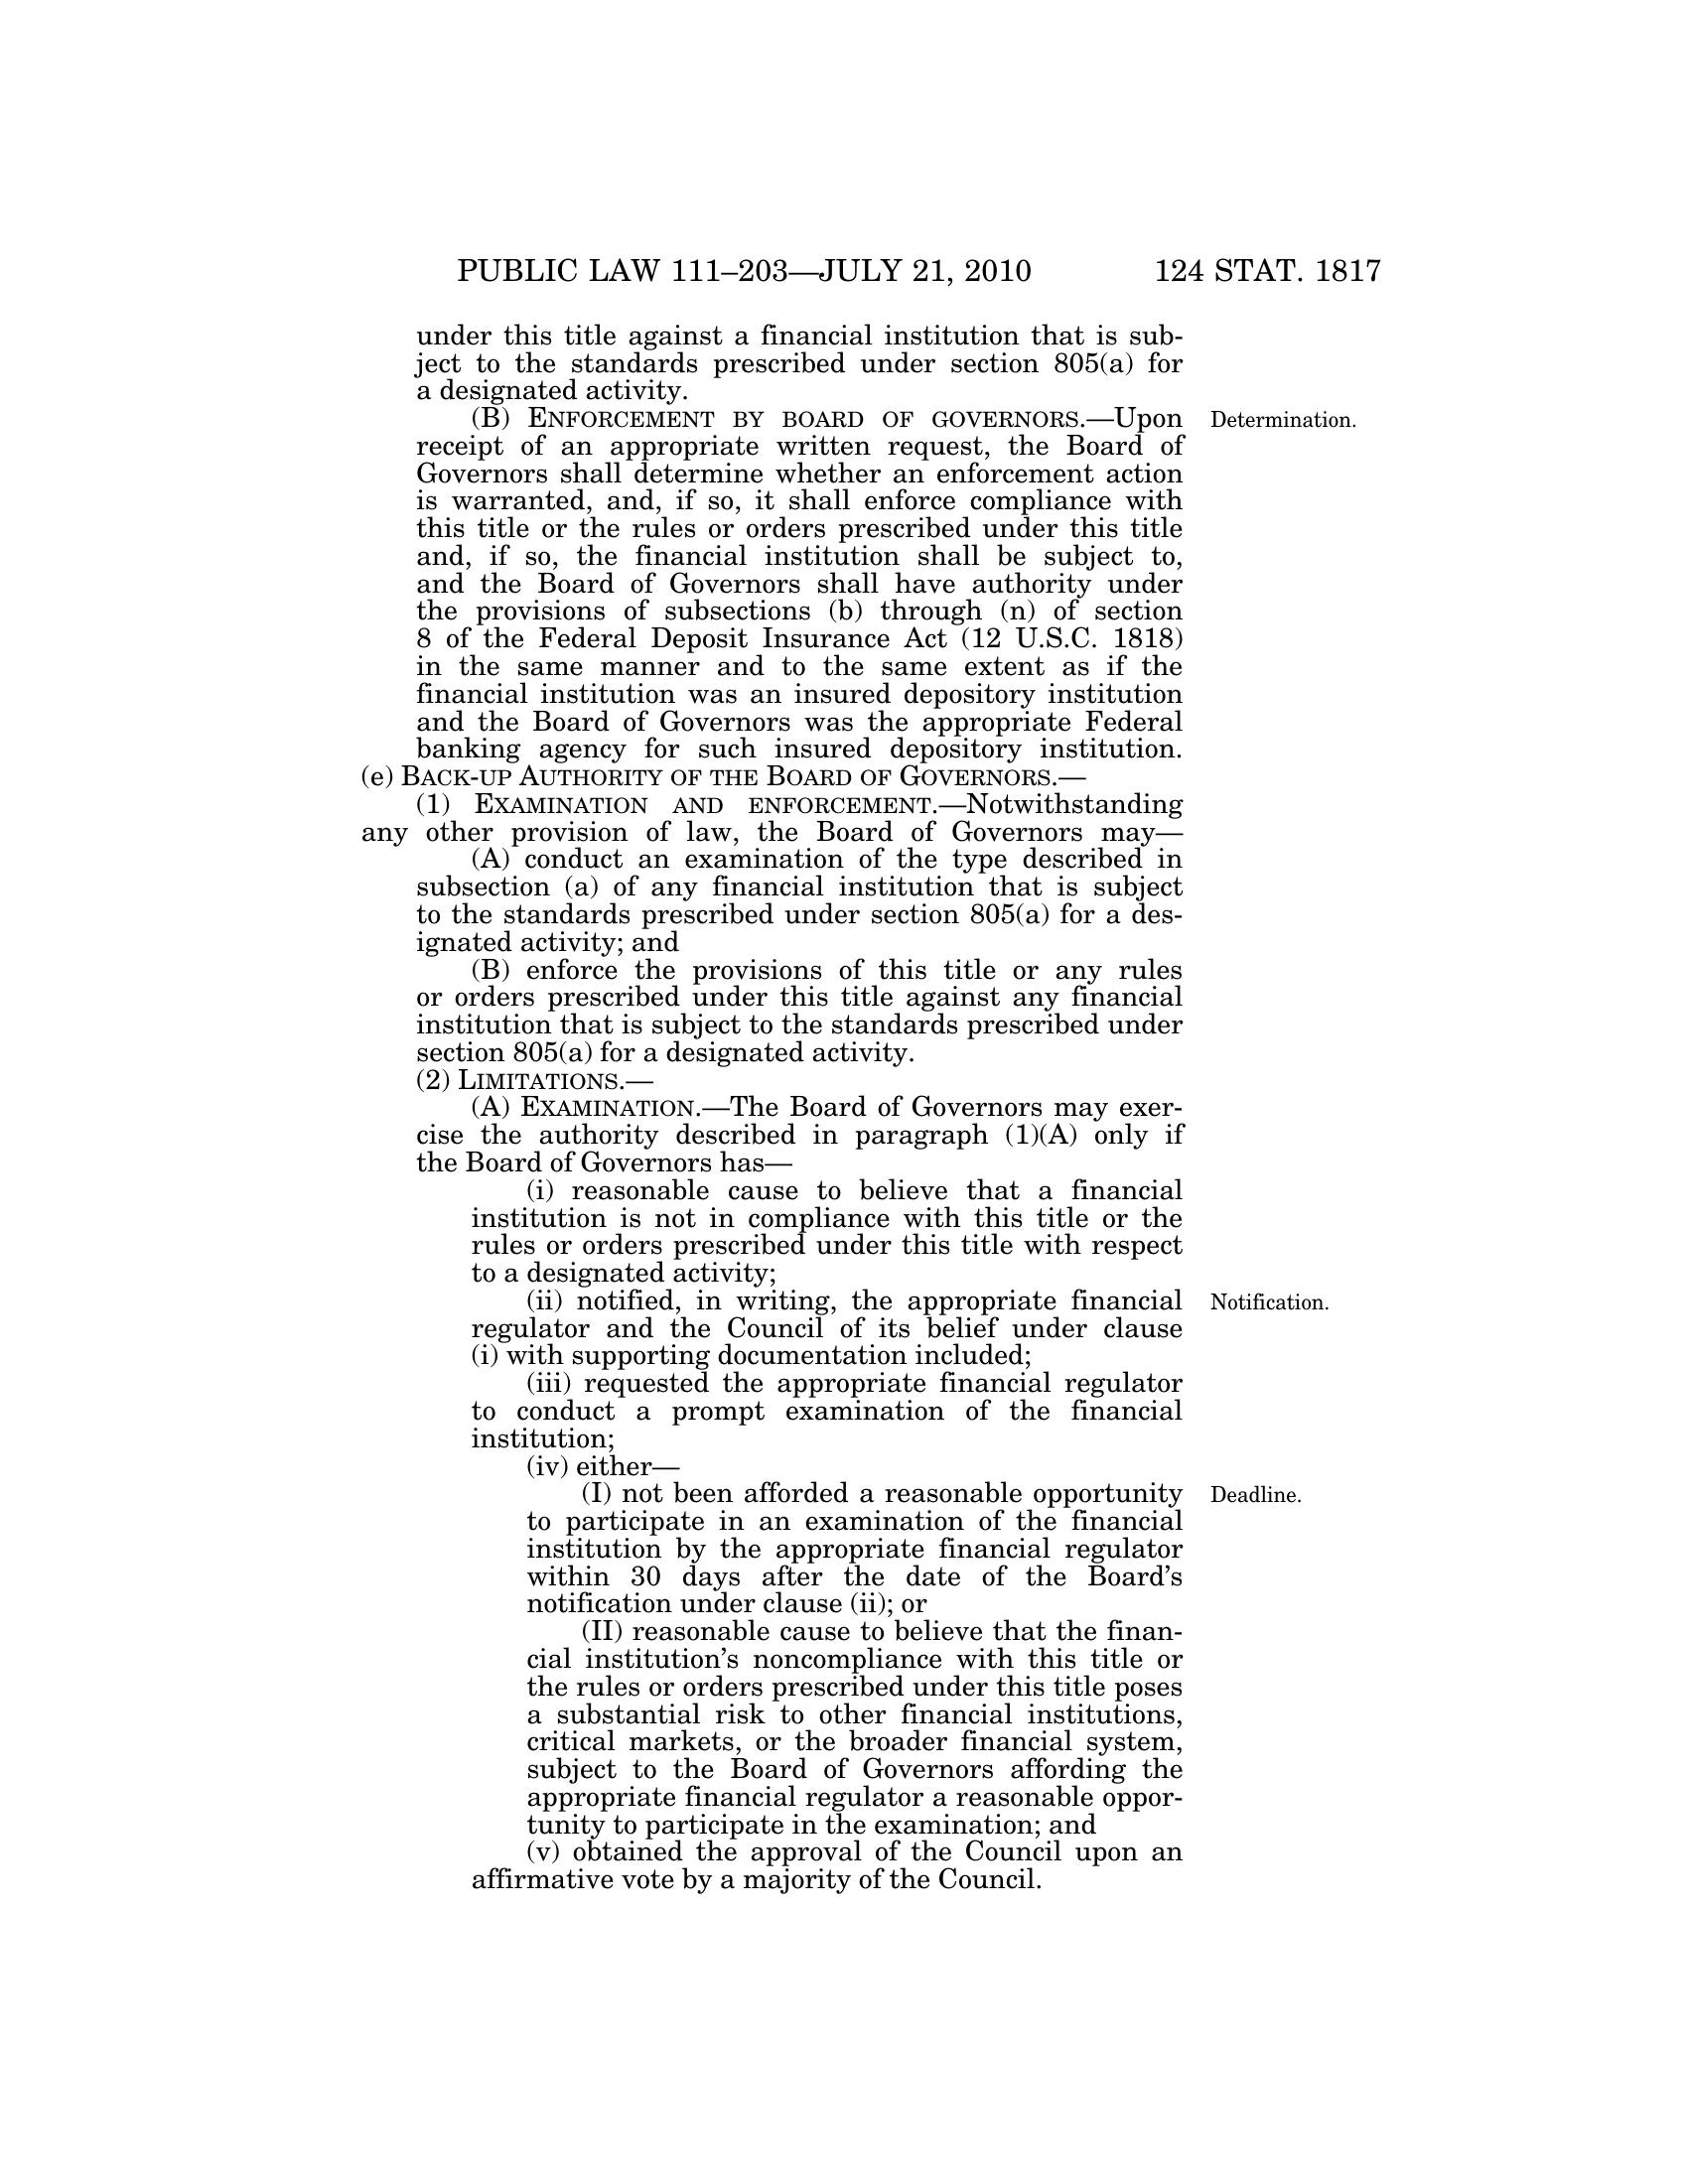 PUBLIC LAW 111–203—JULY 21, 2010 124 STAT. 1817
under this title against a financial institution that is sub-
ject to the standards prescribed under section 805(a) for
a designated activity.
(B) ENFORCEMENT BY BOARD OF GOVERNORS.—Upon Determination.
receipt of an appropriate written request, the Board of
Governors shall determine whether an enforcement action
is warranted, and, if so, it shall enforce compliance with
this title or the rules or orders prescribed under this title
and, if so, the financial institution shall be subject to,
and the Board of Governors shall have authority under
the provisions of subsections (b) through (n) of section
8 of the Federal Deposit Insurance Act (12 U.S.C. 1818)
in the same manner and to the same extent as if the
financial institution was an insured depository institution
and the Board of Governors was the appropriate Federal
banking agency for such insured depository institution.
(e) BACK-UP AUTHORITY OF THE BOARD OF GOVERNORS.—
(1) EXAMINATION AND ENFORCEMENT.—Notwithstanding
any other provision of law, the Board of Governors may—
(A) conduct an examination of the type described in
subsection (a) of any financial institution that is subject
to the standards prescribed under section 805(a) for a des-
ignated activity; and
(B) enforce the provisions of this title or any rules
or orders prescribed under this title against any financial
institution that is subject to the standards prescribed under
section 805(a) for a designated activity.
(2) LIMITATIONS.—
(A) EXAMINATION.—The Board of Governors may exer-
cise the authority described in paragraph (1)(A) only if
the Board of Governors has—
(i) reasonable cause to believe that a financial
institution is not in compliance with this title or the
rules or orders prescribed under this title with respect
to a designated activity;
(ii) notified, in writing, the appropriate financial Notification.
regulator and the Council of its belief under clause
(i) with supporting documentation included;
(iii) requested the appropriate financial regulator
to conduct a prompt examination of the financial
institution;
(iv) either—
(I) not been afforded a reasonable opportunity Deadline.
to participate in an examination of the financial
institution by the appropriate financial regulator
within 30 days after the date of the Board's
notification under clause (ii); or
(II) reasonable cause to believe that the finan-
cial institution's noncompliance with this title or
the rules or orders prescribed under this title poses
a substantial risk to other financial institutions,
critical markets, or the broader financial system,
subject to the Board of Governors affording the
appropriate financial regulator a reasonable oppor-
tunity to participate in the examination; and
(v) obtained the approval of the Council upon an
affirmative vote by a majority of the Council.